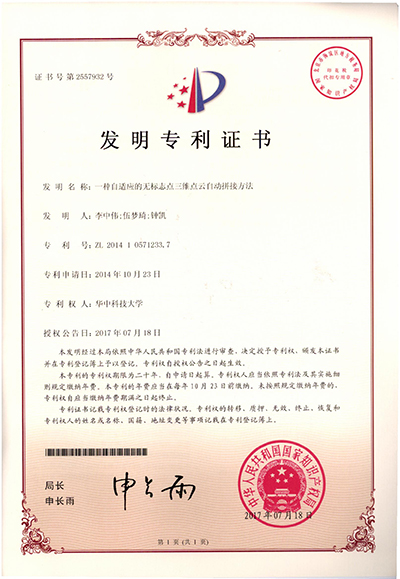 证书号第2557932号
发明专利证书
发明名称：一种自适应的无标志点三维点云自动拼接方法
发明人：李中伟;伍梦琦;钟凯
专利号：ZL 2014 1 0571233.7
专利申请日：2014年10月23日
专利权人：华中科技大学
授权公告日：2017年07月18日
本发明经过本局依照中华人民共和国专利法进行审查，决定授予专利权，颁发本证书
并在专利登记簿上予以登记。专利权自授权公告之日起生效。
本专利的专利权期限为二十年，自申请日起算。专利权人应当依照专利法及其实施细
则规定缴纳年费。本专利的年费应当在每年10月23日前缴纳。未按照规定缴纳年费的，
专利权自应当缴纳年费期满之日起终止。
专利证书记载专利权登记时的法律状况。专利权的转移、质押、无效、终止、恢复和
专利权人的姓名或名称、国籍、地址变更等事项记载在专利登记簿上。
局长
申长雨
申长雨
中华人民共和国国家知识产权局
2017年07月18日
第1页(共1页)